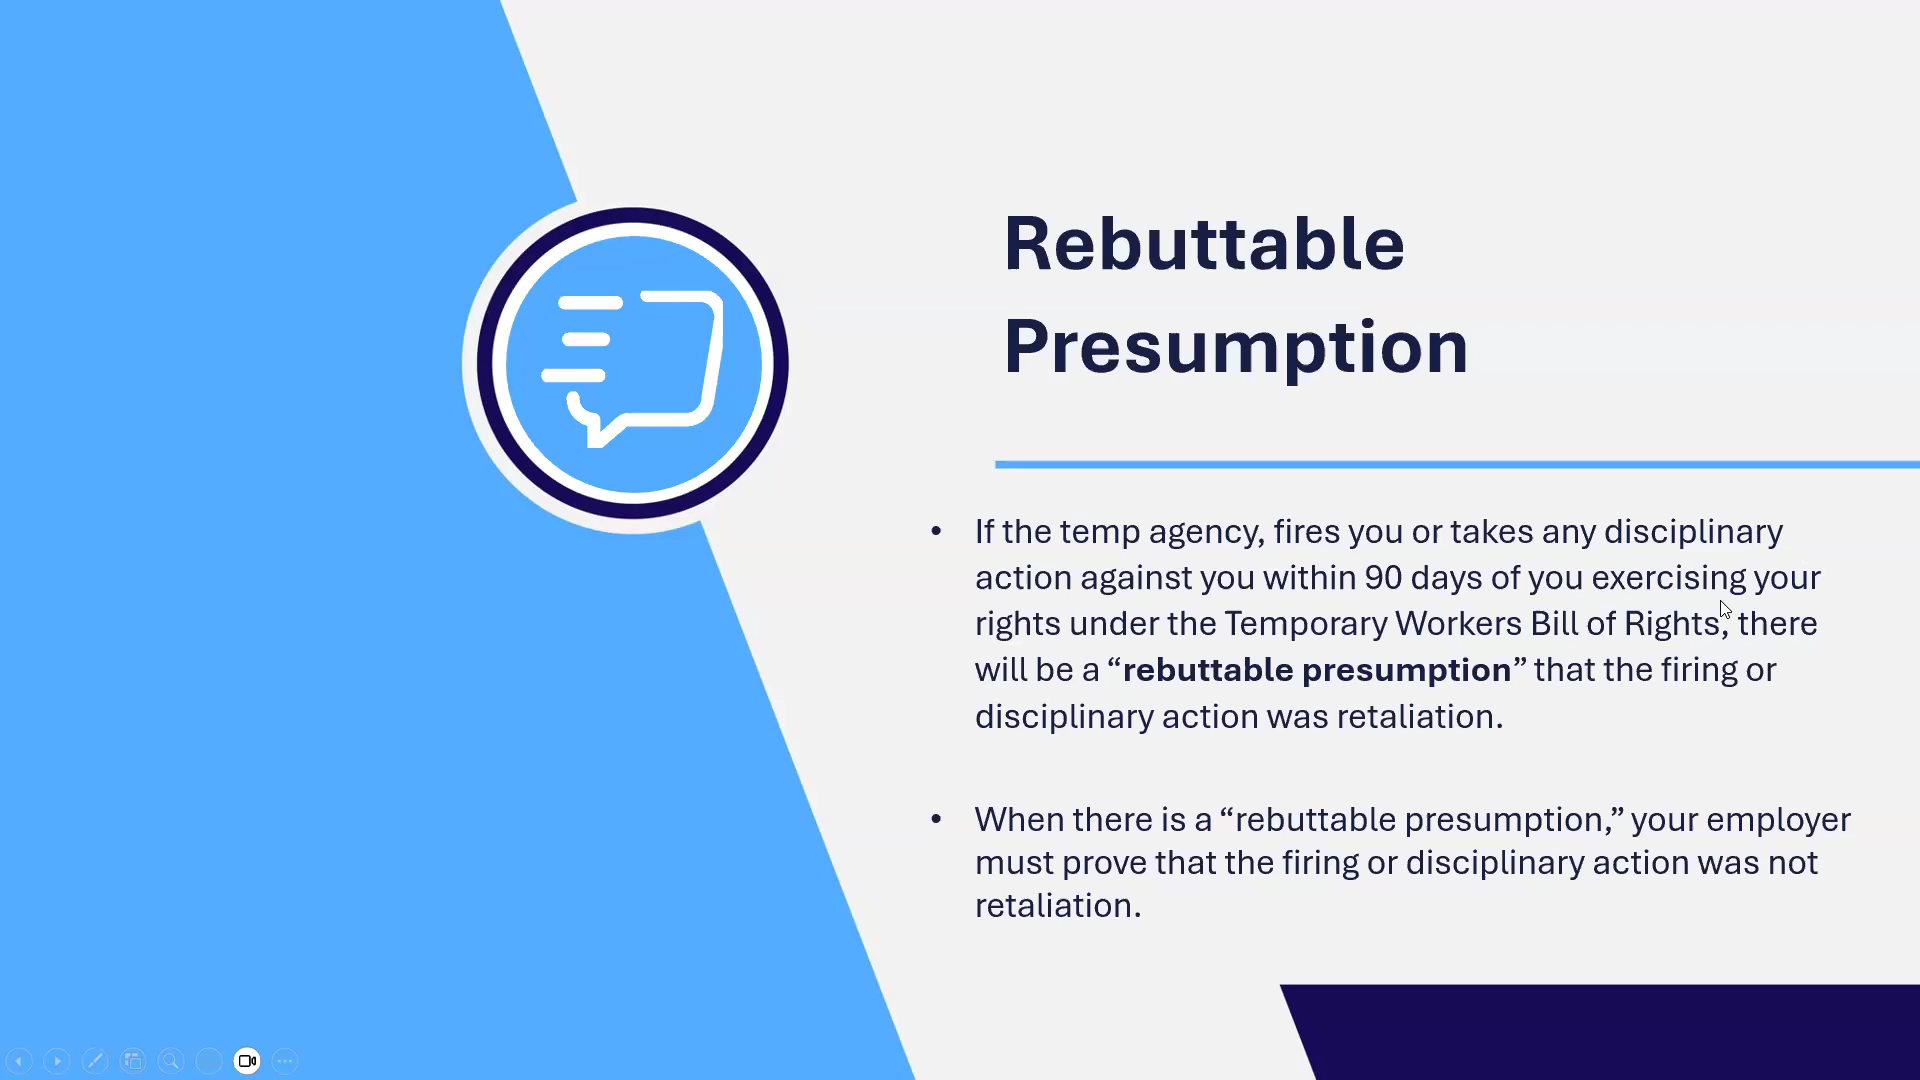 Rebuttable
Presumption
• If the temp agency, fires you or takes any disciplinary
action against you within 90 days of you exercising your
rights under the Temporary Workers Bill of Rights, there
will be a “rebuttable presumption” that the firing or
disciplinary action was retaliation.
• When there is a “rebuttable presumption,” your employer
must prove that the firing or disciplinary action was not
retaliation.